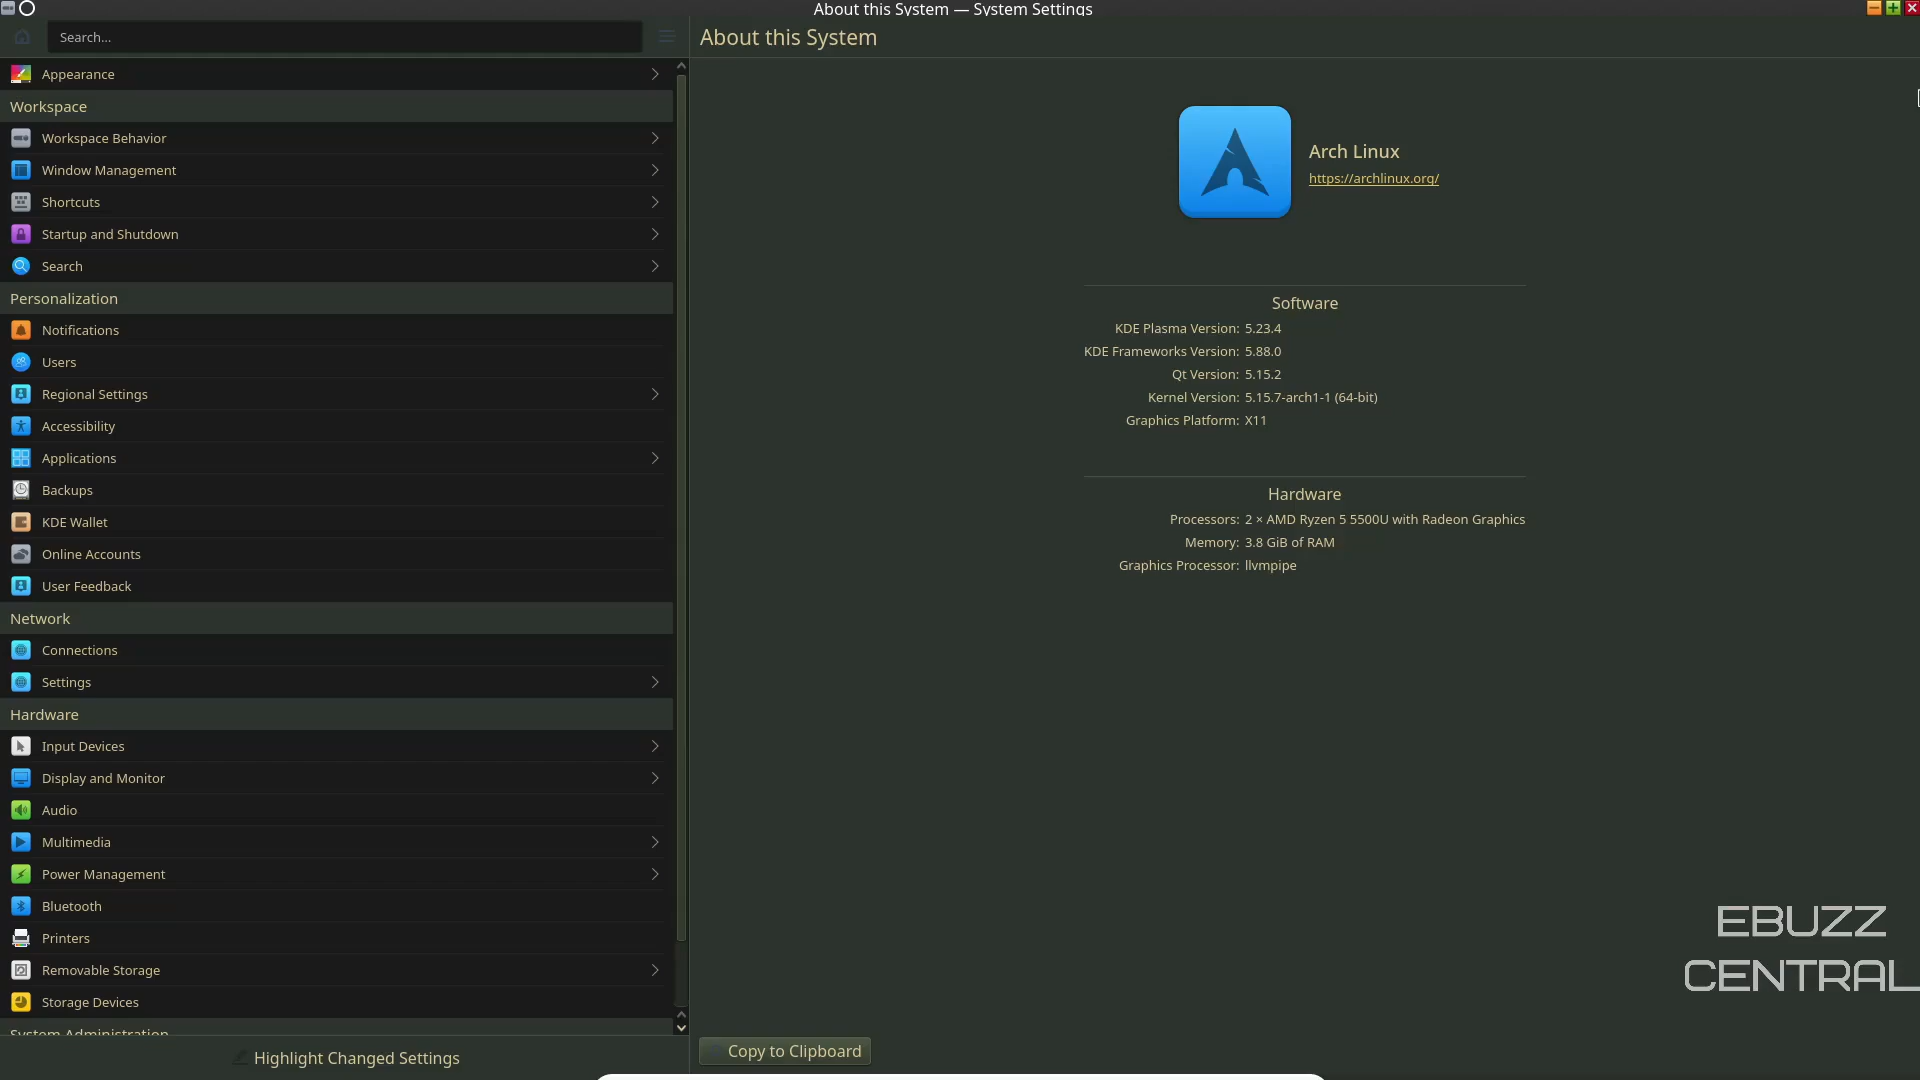 About this System — System Settings
Search...
Appearance
Workspace
Workspace Behavior
Window Management
Shortcuts
Startup and Shutdown
Search
Personalization
Notifications
Users
Regional Settings
Accessibility
Applications
Backups
KDE Wallet
Online Accounts
User Feedback
Network
Connections
Settings
Hardware
Input Devices
Display and Monitor
Audio
Multimedia
Power Management
Bluetooth
Printers
Removable Storage
Storage Devices
System Administration
Highlight Changed Settings
About this System
Arch Linux
https://archlinux.org/
Software
KDE Plasma Version: 5.23.4
KDE Frameworks Version: 5.88.0
Qt Version: 5.15.2
Kernel Version: 5.15.7-arch1-1 (64-bit)
Graphics Platform: X11
Hardware
Processors: 2 × AMD Ryzen 5 5500U with Radeon Graphics
Memory: 3.8 GiB of RAM
Graphics Processor: llvmpipe
Copy to Clipboard
EBUZZ
CENTRAL